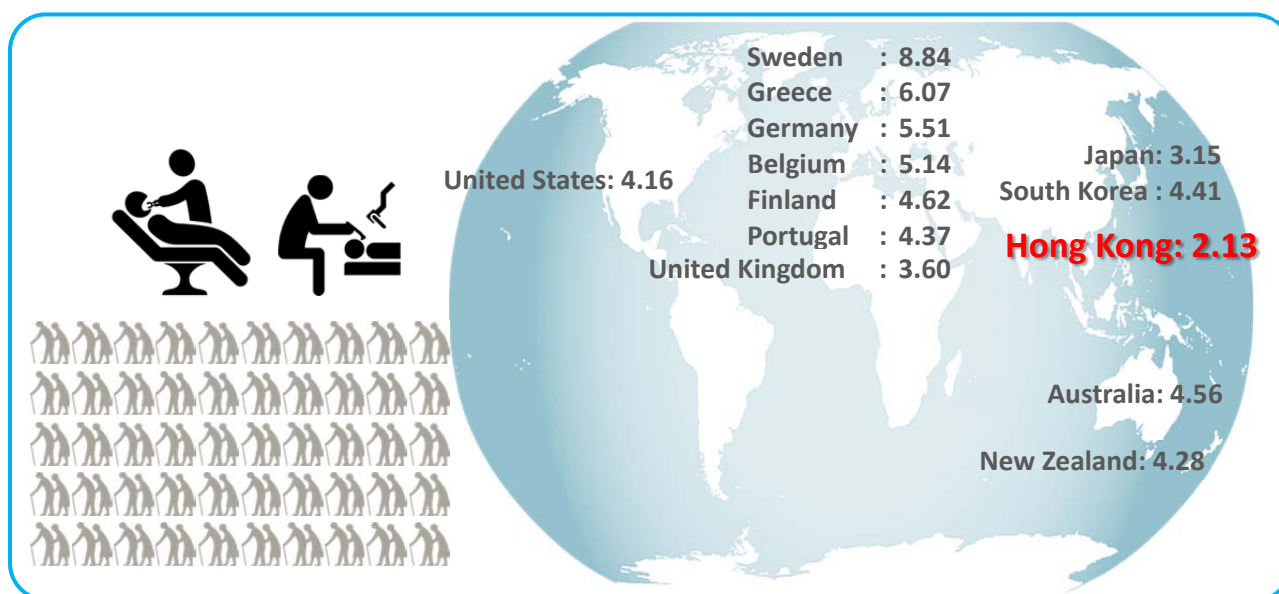 Sweden : 8.84
Greece : 6.07
Germany : 5.51
Belgium : 5.14
Finland : 4.62
Portugal : 4.37
United Kingdom : 3.60
United States: 4.16
Japan: 3.15
South Korea : 4.41
Hong Kong: 2.13
Australia: 4.56
New Zealand: 4.28